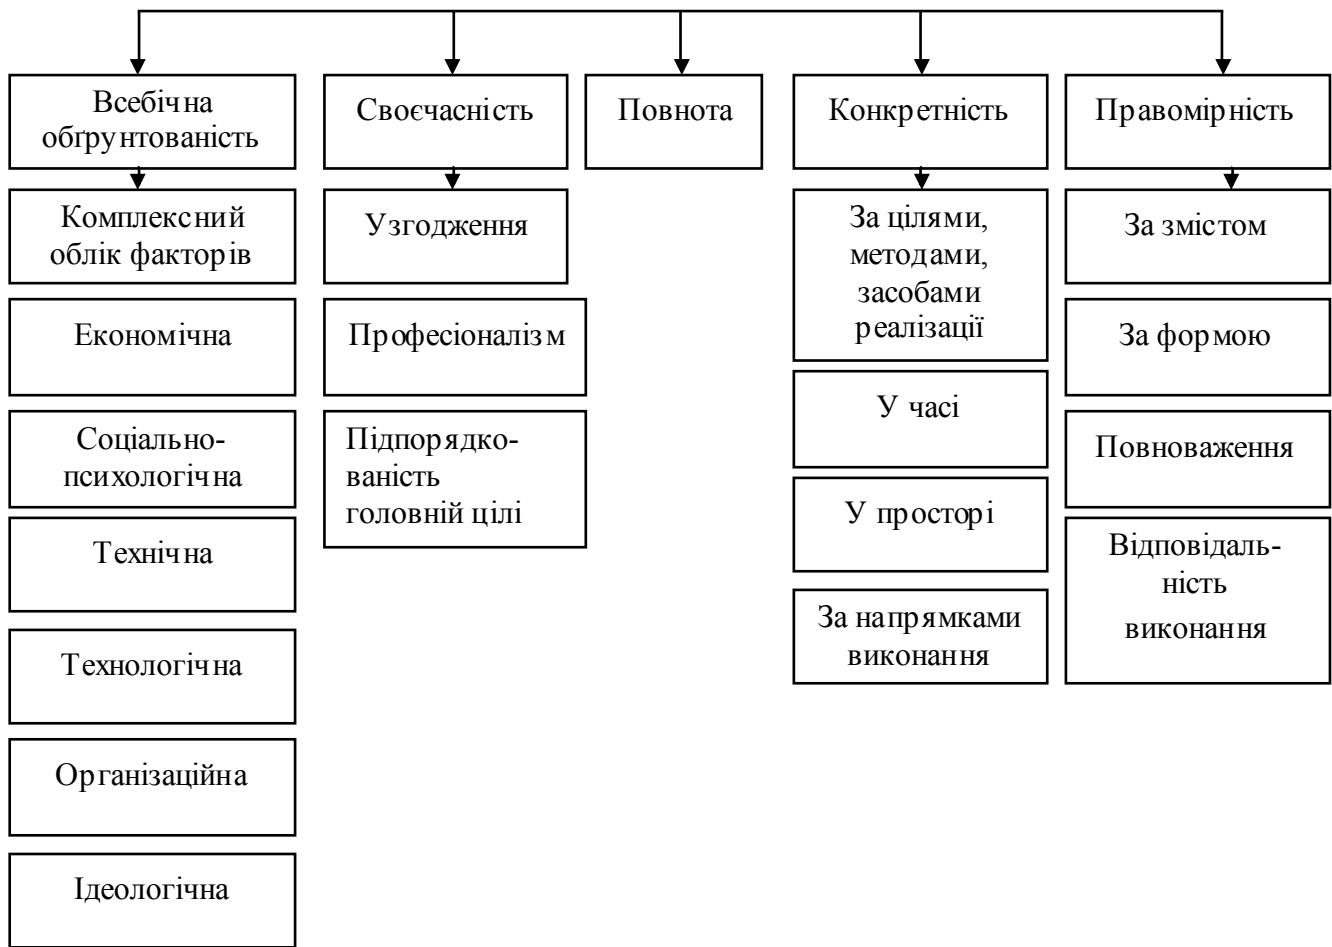 Всебічна
обґрунтованість
Своєчасність
Повнота
Конкретність
Правомірність
Комплексний
облік факторів
Економічна
Соціально-
психологічна
Технічна
Технологічна
Організаційна
Ідеологічна
Узгодження
Професіоналізм
Підпорядко-
ваність
головній цілі
За цілями,
методами,
засобами
реалізації
У часі
У просторі
За напрямками
виконання
За змістом
За формою
Повноваження
Відповідаль-
ність
виконання